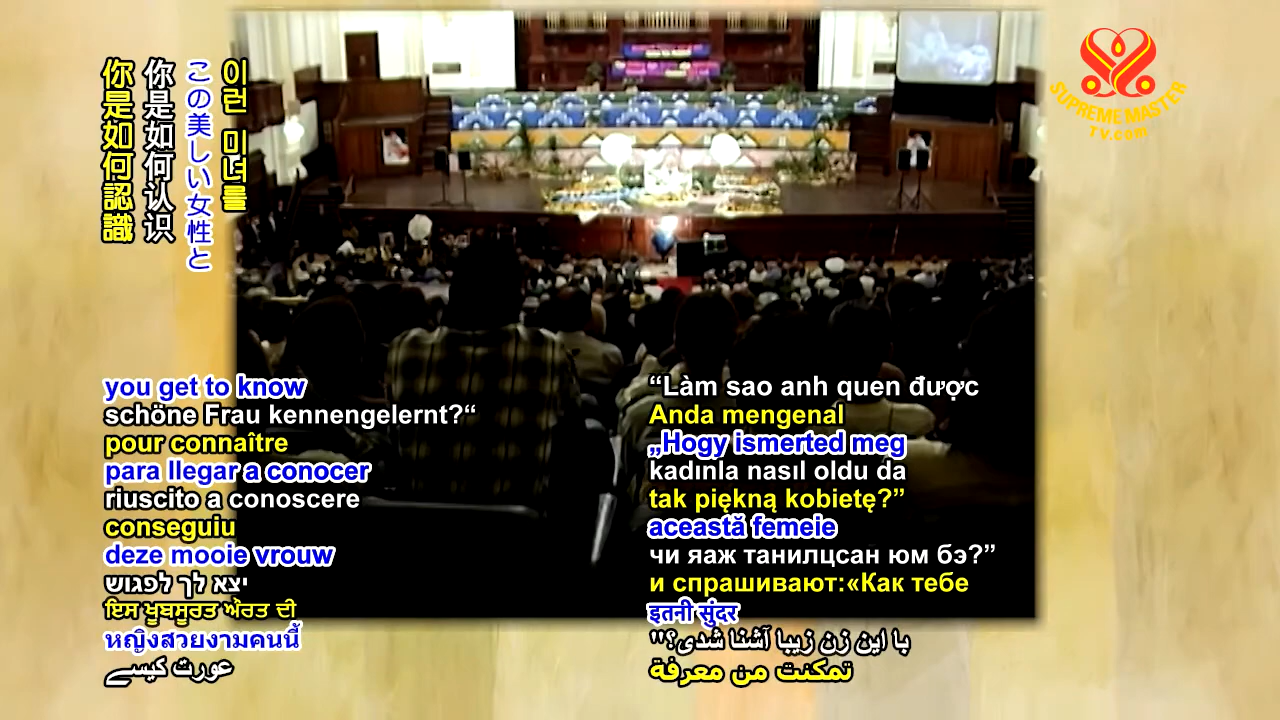 你是如何認識
你是如何认识
この美しい女性と
이런 미녀를
SUPREME MASTER
TV.com
you get to know
schöne Frau kennengelernt?“
pour connaître
para llegar a conocer
riuscito a conoscere
conseguiu
deze mooie vrouw
יצא לך לפגוש
ਇਸ ਖੂਬਸੂਰਤ ਔਰਤ ਦੀ
หญิงสวยงามคนนี้
عورت کیسے
“Làm sao anh quen được
Anda mengenal
„Hogy ismerted meg
kadınla nasıl oldu da
tak piękną kobietę?”
această femeie
чи яаж танилцсан юм бэ?”
и спрашивают:«Как тебе
इतनी सुंदर
با این زن زیبا آشنا شدی؟"
تمكنت من معرفة